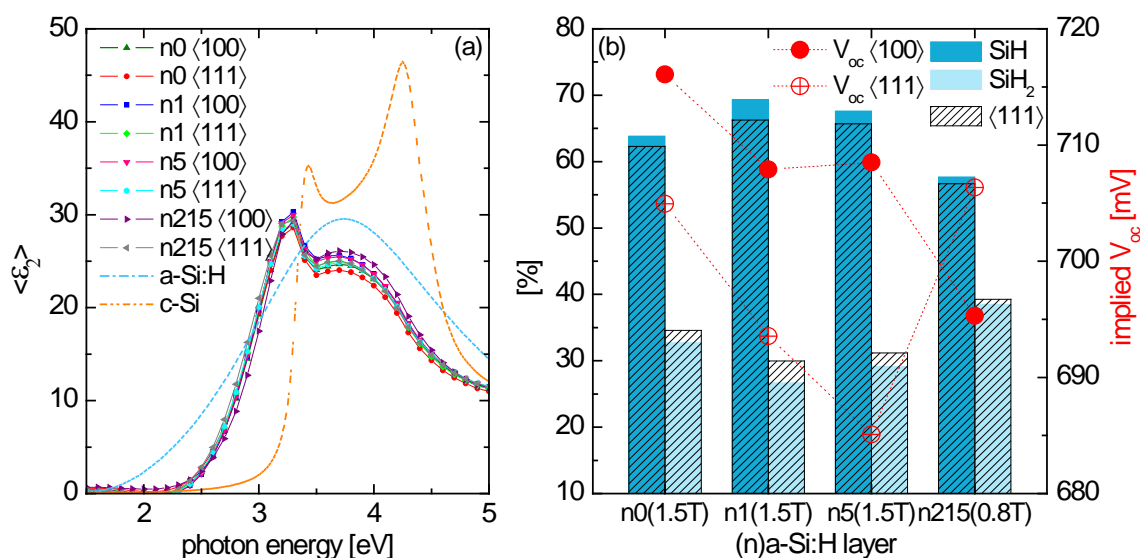 50
40
30
20
10
0
<ε₂>
2
3
4
5
photon energy [eV]
(a)
n0 ⟨100⟩
n0 ⟨111⟩
n1 ⟨100⟩
n1 ⟨111⟩
n5 ⟨100⟩
n5 ⟨111⟩
n215 ⟨100⟩
n215 ⟨111⟩
a-Si:H
c-Si
(b)
80
70
60
50
40
30
20
10
[%]
V_oc ⟨100⟩
V_oc ⟨111⟩
SiH
SiH₂
⟨111⟩
720
710
700
690
680
implied V_oc [mV]
n0(1.5T) n1(1.5T) n5(1.5T) n215(0.8T)
(n)a-Si:H layer